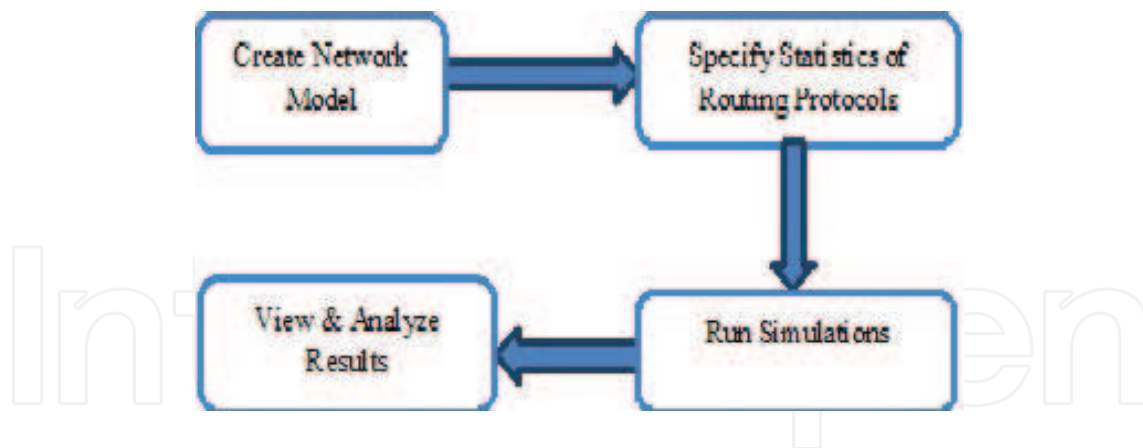 Create Network
Model
Specify Statistics of
Routing Protocols
View & Analyze
Results
Run Simulations